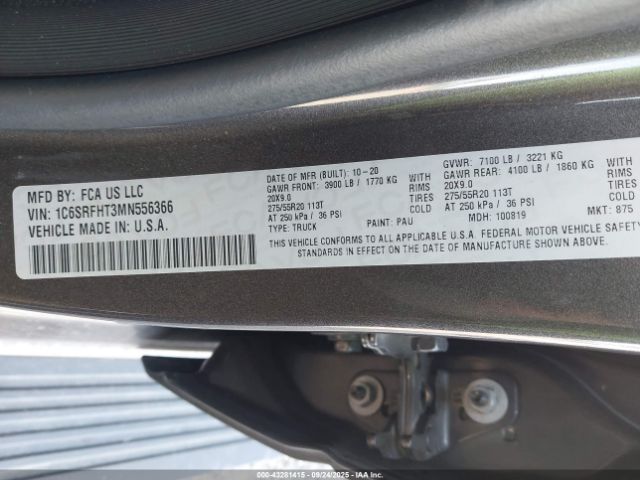 MFD BY: FCA US LLC
VIN: 1C6SRFHT3MN556366
VEHICLE MADE IN: U.S.A.
DATE OF MFR (BUILT): 10-20
GAWR FRONT: 3900 LB / 1770 KG
20X9.0
275/55R20 113T
AT 250 kPa / 36 PSI
TYPE: TRUCK
PAINT: PAU
RIMS
TIRES
COLD
GVWR: 7100 LB / 3221 KG
GAWR REAR: 4100 LB / 1860 KG
20X9.0
275/55R20 113T
AT 250 kPa / 36 PSI
MDH: 100819
RIMS
TIRES
COLD
MKT: 875
THIS VEHICLE CONFORMS TO ALL APPLICABLE U.S.A. FEDERAL MOTOR VEHICLE SAFETY
STANDARDS IN EFFECT ON THE DATE OF MANUFACTURE SHOWN ABOVE.
© IAA - 43281415 - 09/24/2025 - IAAI.COM